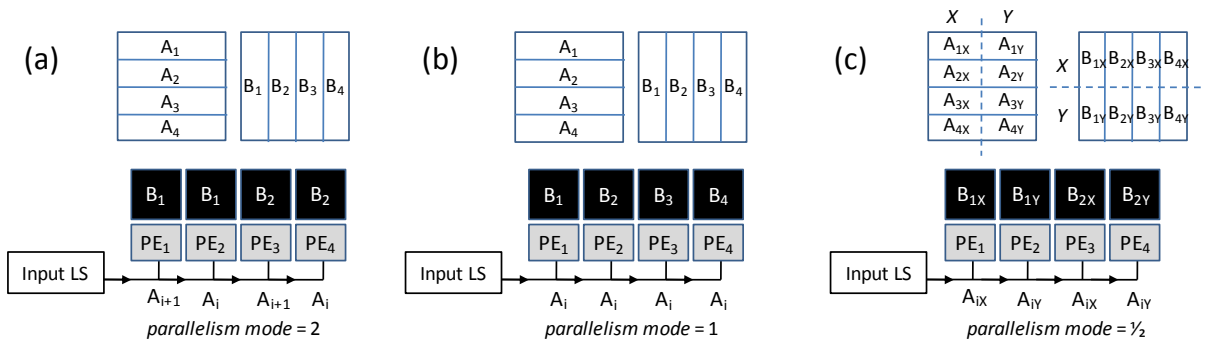 (a)
A1
A2
A3
A4
B1 B2 B3 B4
B1 B1 B2 B2
PE1 PE2 PE3 PE4
Input LS
Ai+1 Ai Ai+1 Ai
parallelism mode = 2
(b)
A1
A2
A3
A4
B1 B2 B3 B4
B1 B2 B3 B4
PE1 PE2 PE3 PE4
Input LS
Ai Ai Ai Ai
parallelism mode = 1
(c)
X Y
A1X A1Y
A2X A2Y
A3X A3Y
A4X A4Y
X B1X B2X B3X B4X
Y B1Y B2Y B3Y B4Y
B1X B1Y B2X B2Y
PE1 PE2 PE3 PE4
Input LS
AiX AiY AiX AiY
parallelism mode = ½